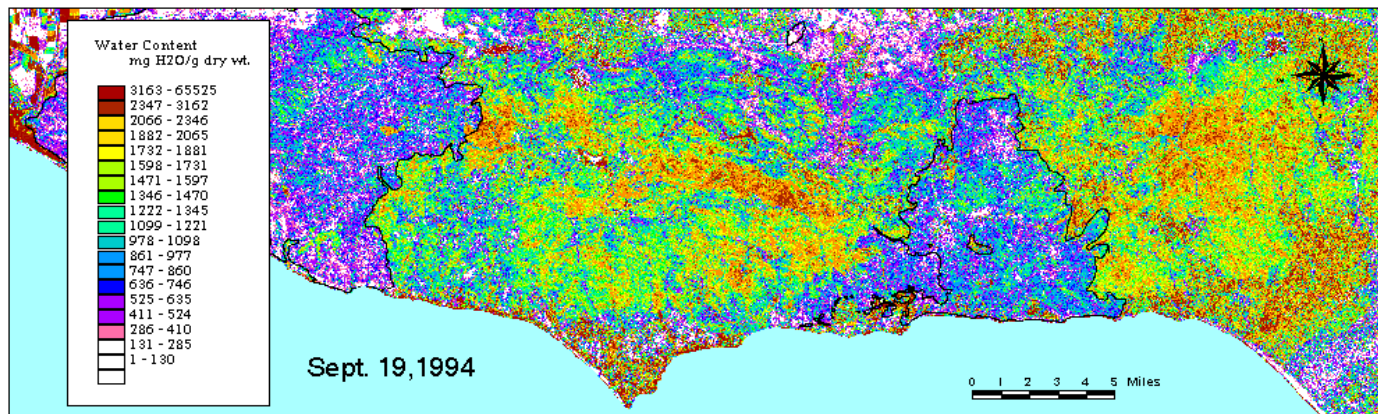 Water Content
mg H2O/g dry wt.
3163 - 65525
2347 - 3162
2066 - 2346
1882 - 2065
1732 - 1881
1598 - 1731
1471 - 1597
1346 - 1470
1222 - 1345
1099 - 1221
978 - 1098
861 - 977
747 - 860
636 - 746
525 - 635
411 - 524
286 - 410
131 - 285
1 - 130
Sept. 19,1994
0 1 2 3 4 5 Miles